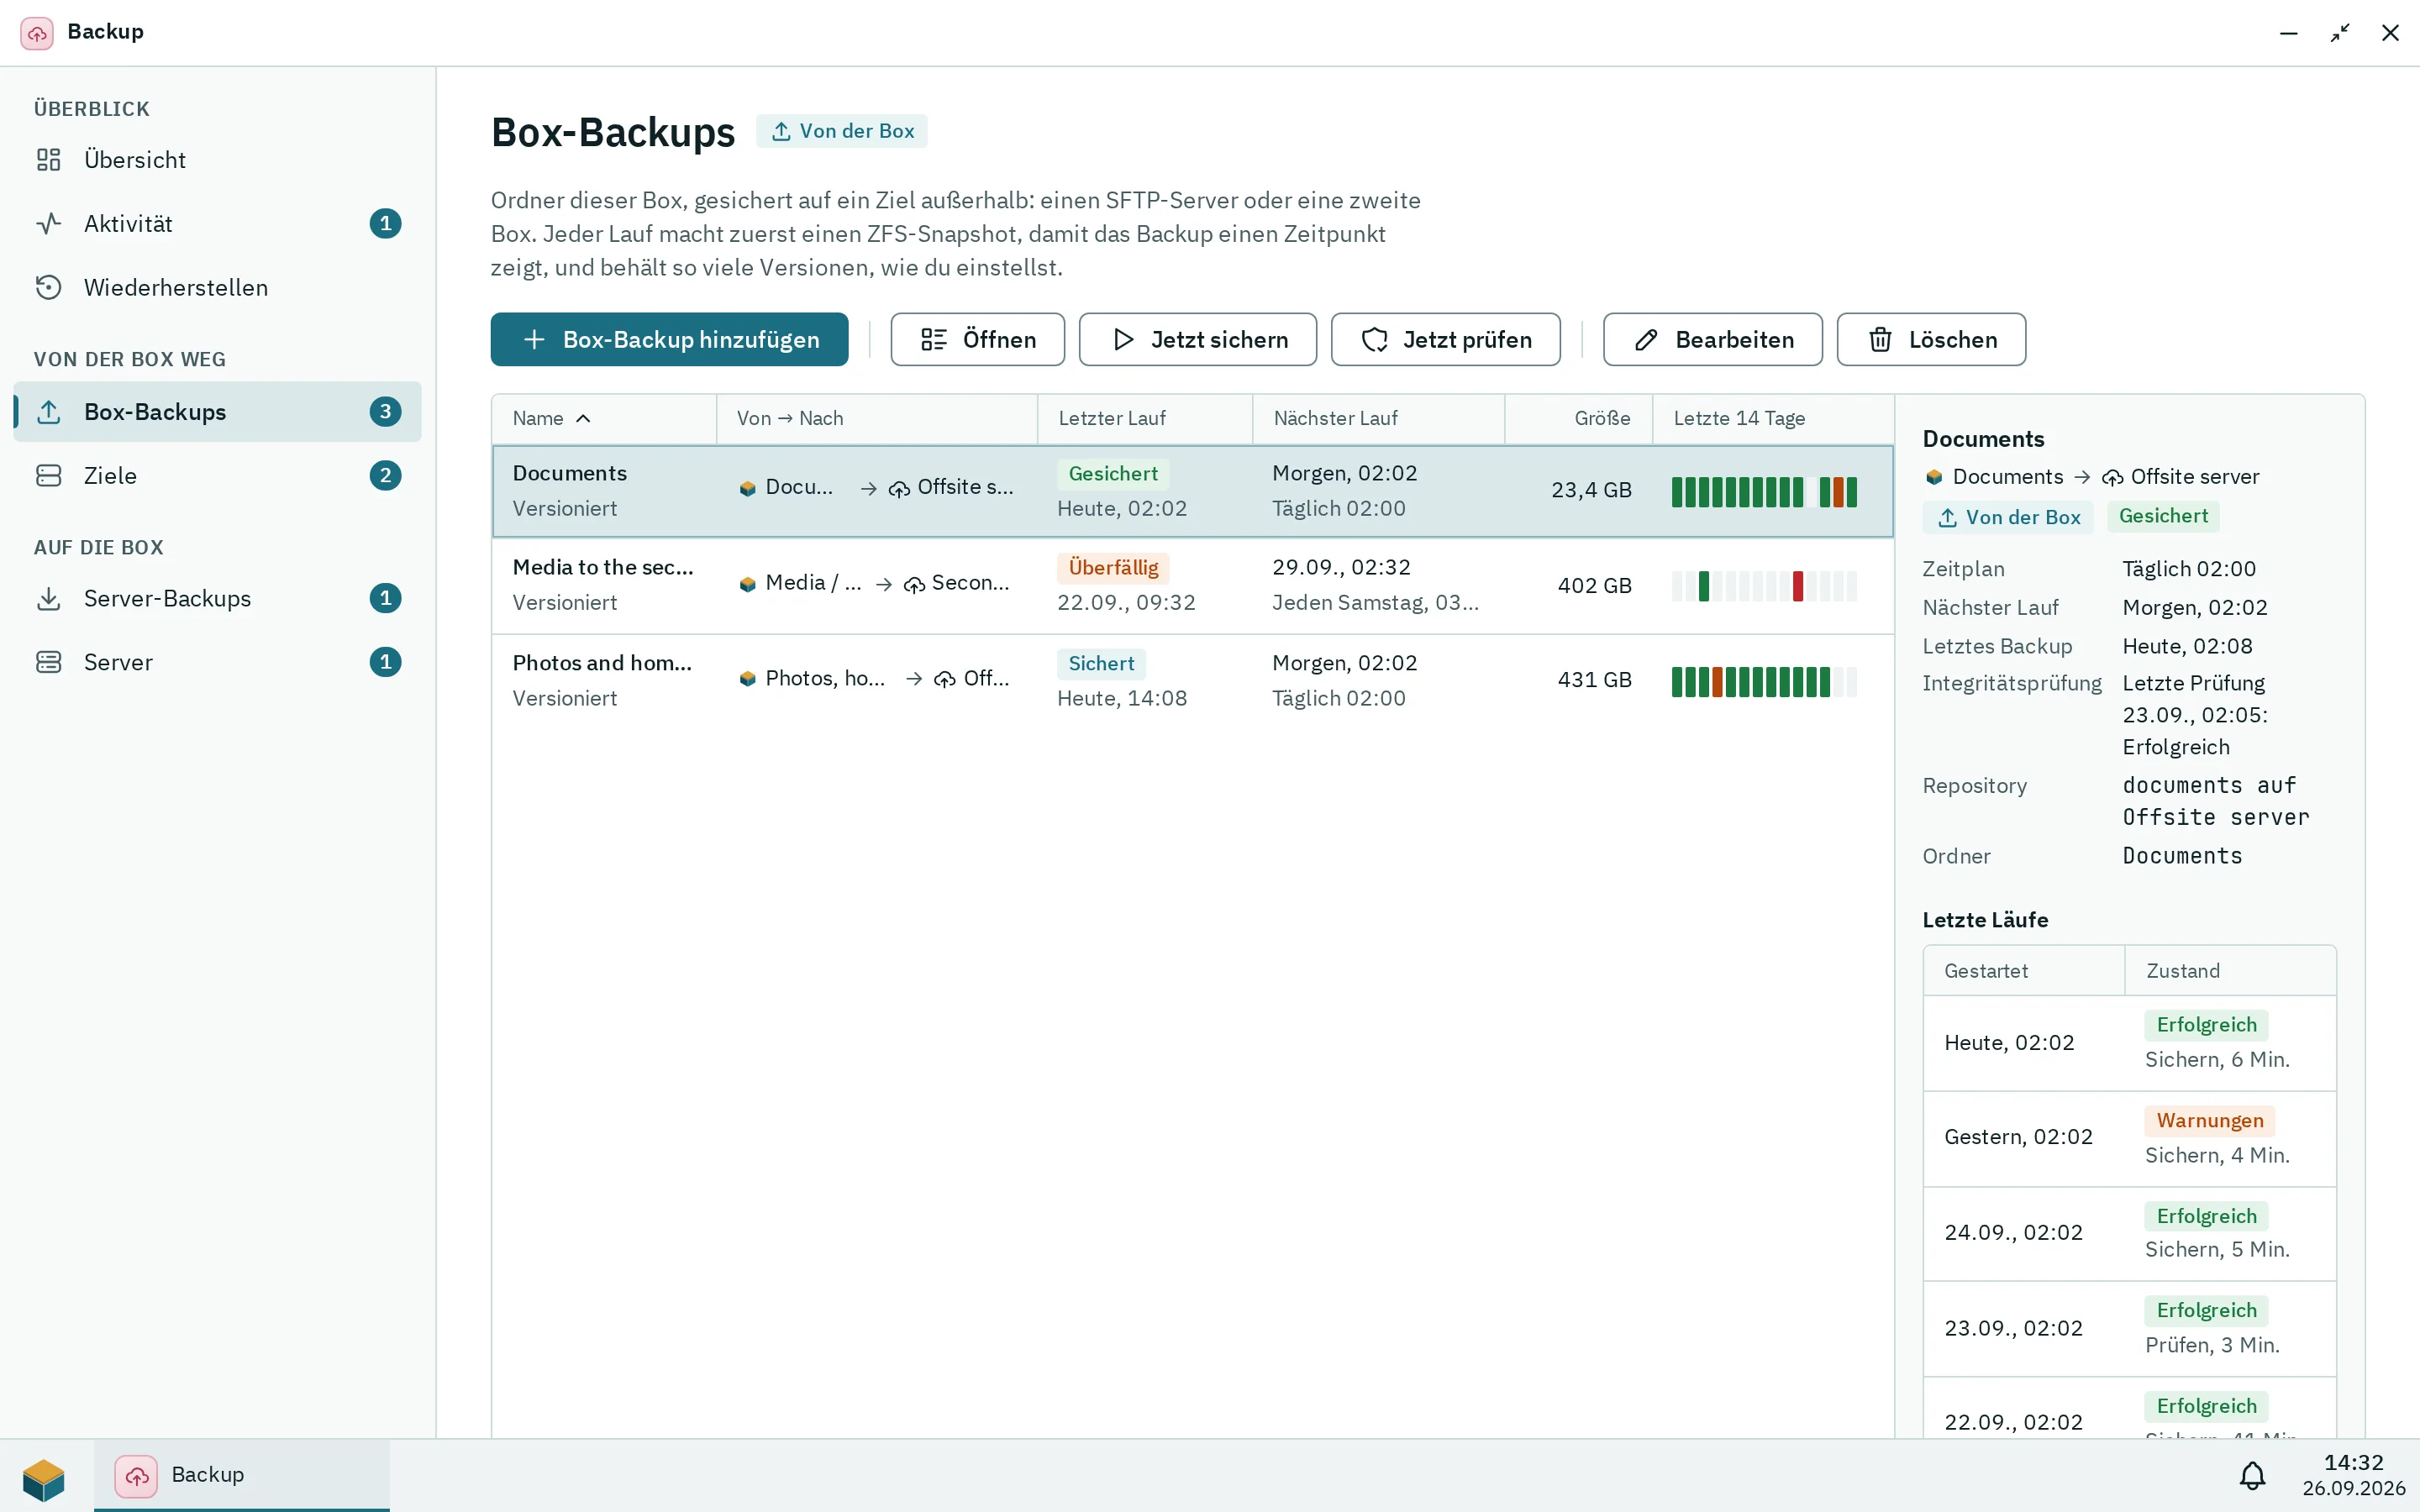 Backup
ÜBERBLICK
Übersicht
Aktivität 1
Wiederherstellen
VON DER BOX WEG
Box-Backups 3
Ziele 2
AUF DIE BOX
Server-Backups 1
Server 1
Box-Backups Von der Box
Ordner dieser Box, gesichert auf ein Ziel außerhalb: einen SFTP-Server oder eine zweite
Box. Jeder Lauf macht zuerst einen ZFS-Snapshot, damit das Backup einen Zeitpunkt
zeigt, und behält so viele Versionen, wie du einstellst.
Box-Backup hinzufügen Öffnen Jetzt sichern Jetzt prüfen Bearbeiten Löschen
Name Von → Nach Letzter Lauf Nächster Lauf Größe Letzte 14 Tage
Documents Docu... → Offsite s... Gesichert Morgen, 02:02 23,4 GB
Versioniert Heute, 02:02 Täglich 02:00
Media to the sec... Media / ... → Secon... Überfällig 29.09., 02:32 402 GB
Versioniert 22.09., 09:32 Jeden Samstag, 03...
Photos and hom... Photos, ho... → Off... Sichert Morgen, 02:02 431 GB
Versioniert Heute, 14:08 Täglich 02:00
Documents
Documents → Offsite server
Von der Box Gesichert
Zeitplan Täglich 02:00
Nächster Lauf Morgen, 02:02
Letztes Backup Heute, 02:08
Integritätsprüfung Letzte Prüfung
23.09., 02:05:
Erfolgreich
Repository documents auf
Offsite server
Ordner Documents
Letzte Läufe
Gestartet Zustand
Heute, 02:02 Erfolgreich
Sichern, 6 Min.
Gestern, 02:02 Warnungen
Sichern, 4 Min.
24.09., 02:02 Erfolgreich
Sichern, 5 Min.
23.09., 02:02 Erfolgreich
Prüfen, 3 Min.
22.09., 02:02 Erfolgreich
Backup
14:32
26.09.2026